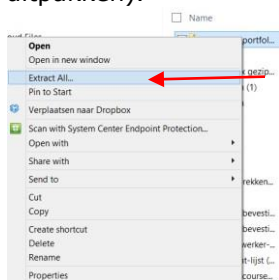 uitpakken).
Name
Open
portfol...
Open in new window
Extract All...
x gezip...
Pin to Start
(1)
Verplaatsen naar Dropbox
Scan with System Center Endpoint Protection...
Open with
Share with
Send to
rekken...
Cut
Copy
bevesti...
Create shortcut
bevesti...
Delete
werker-...
Rename
t-lijst (...
Properties
course...